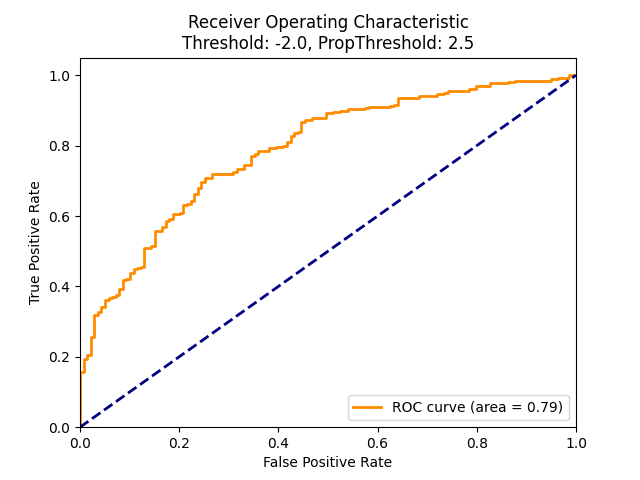 Receiver Operating Characteristic
Threshold: -2.0, PropThreshold: 2.5
1.0
0.8
0.6
0.4
0.2
0.0
True Positive Rate
ROC curve (area = 0.79)
0.0 0.2 0.4 0.6 0.8 1.0
False Positive Rate